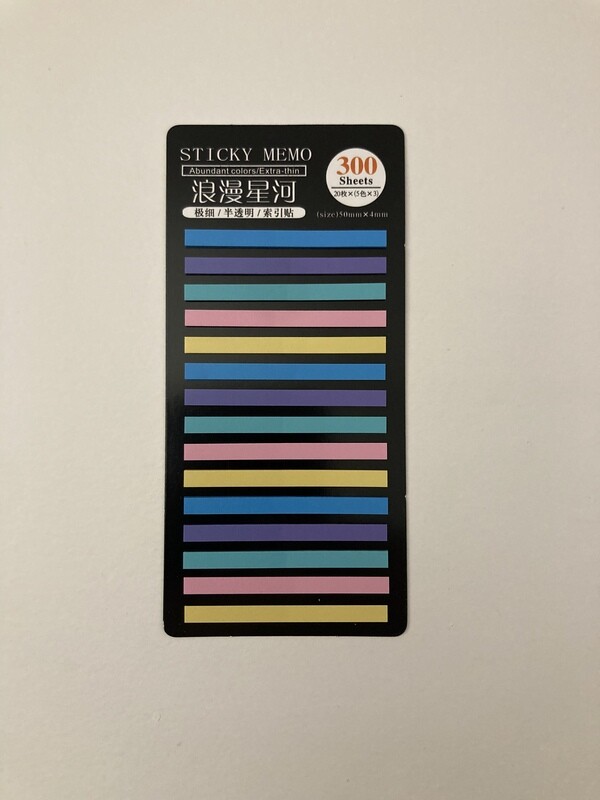 STICKY MEMO
Abundant colors/Extra-thin
浪漫星河
极细/半透明/索引贴
300
Sheets
20枚×(5色×3)
(size)50mm×4mm